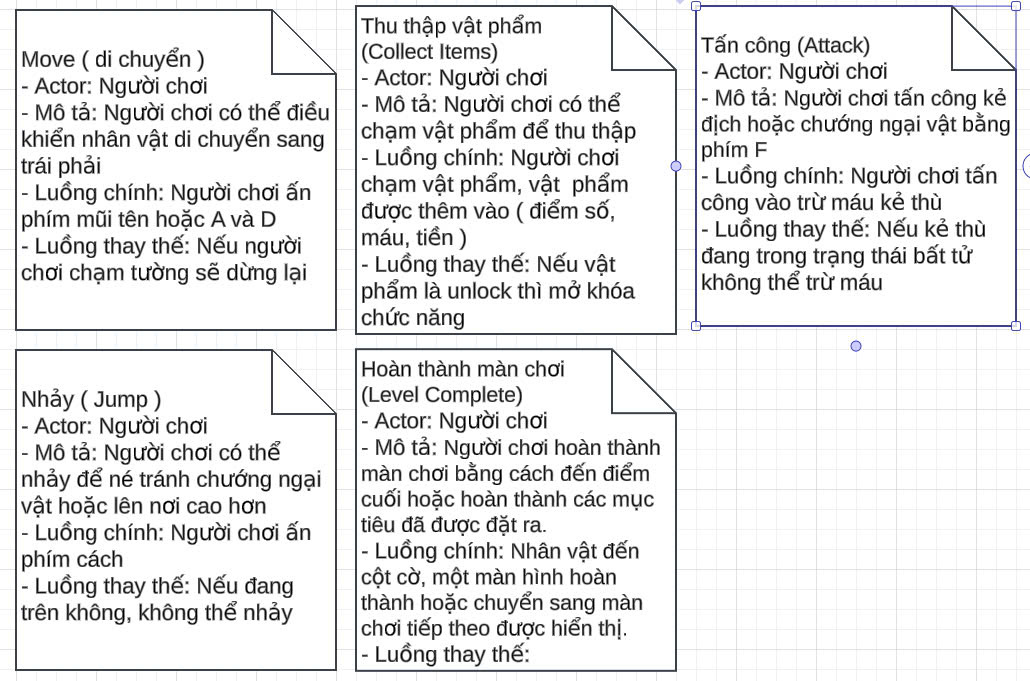 Move ( di chuyển )
- Actor: Người chơi
- Mô tả: Người chơi có thể điều
khiển nhân vật di chuyển sang
trái phải
- Luồng chính: Người chơi ấn
phím mũi tên hoặc A và D
- Luồng thay thế: Nếu người
chơi chạm tường sẽ dừng lại
Thu thập vật phẩm
(Collect Items)
- Actor: Người chơi
- Mô tả: Người chơi có thể
chạm vật phẩm để thu thập
- Luồng chính: Người chơi
chạm vật phẩm, vật phẩm
được thêm vào ( điểm số,
máu, tiền )
- Luồng thay thế: Nếu vật
phẩm là unlock thì mở khóa
chức năng
Tấn công (Attack)
- Actor: Người chơi
- Mô tả: Người chơi tấn công kẻ
địch hoặc chướng ngại vật bằng
phím F
- Luồng chính: Người chơi tấn
công vào trừ máu kẻ thù
- Luồng thay thế: Nếu kẻ thù
đang trong trạng thái bất tử
không thể trừ máu
Nhảy ( Jump )
- Actor: Người chơi
- Mô tả: Người chơi có thể
nhảy để né tránh chướng ngại
vật hoặc lên nơi cao hơn
- Luồng chính: Người chơi ấn
phím cách
- Luồng thay thế: Nếu đang
trên không, không thể nhảy
Hoàn thành màn chơi
(Level Complete)
- Actor: Người chơi
- Mô tả: Người chơi hoàn thành
màn chơi bằng cách đến điểm
cuối hoặc hoàn thành các mục
tiêu đã được đặt ra.
- Luồng chính: Nhân vật đến
cột cờ, một màn hình hoàn
thành hoặc chuyển sang màn
chơi tiếp theo được hiển thị.
- Luồng thay thế: